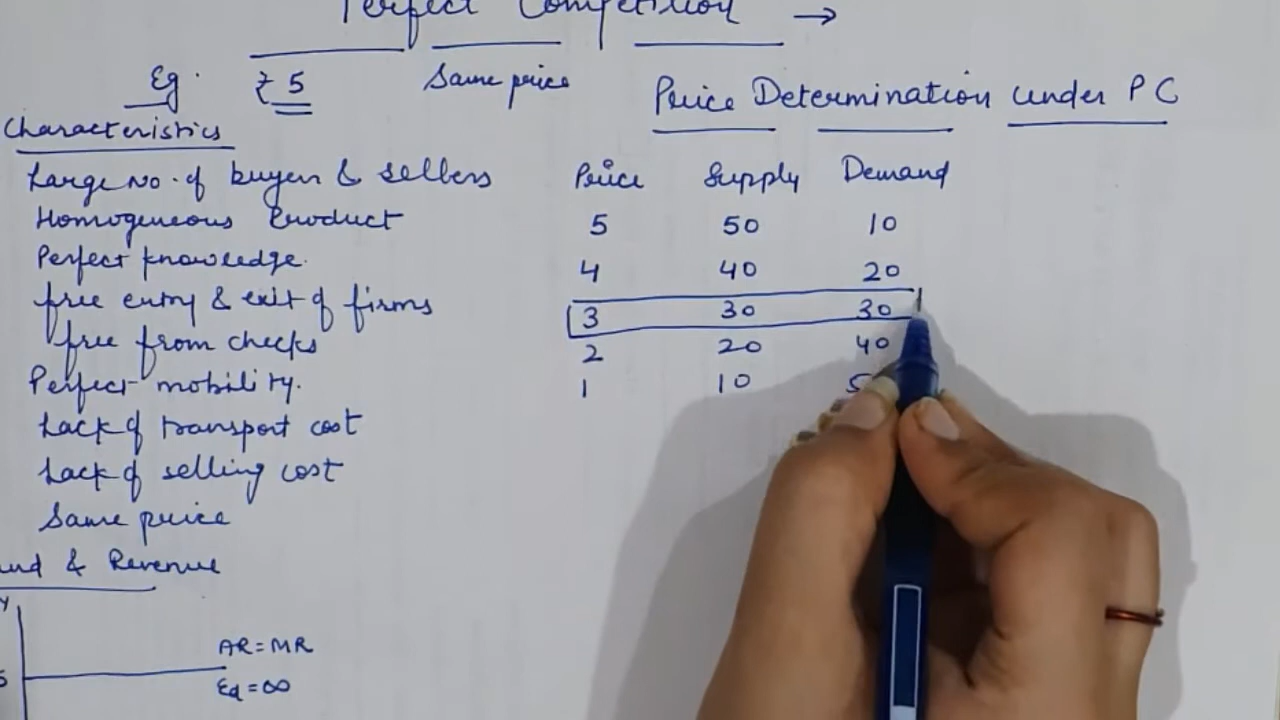 Perfect Competition →
Eg. ₹ 5 Same price
Characteristics
Large No. of buyers & sellers
Homogeneous Product
Perfect knowledge.
free entry & exit of firms
free from checks
Perfect mobility.
Lack of transport cost
Lack of selling cost
Same price
& Revenue
Y
AR = MR
5
Ed = ∞
Price Determination under PC
Price Supply Demand
5 50 10
4 40 20
3 30 30
2 20 40
1 10